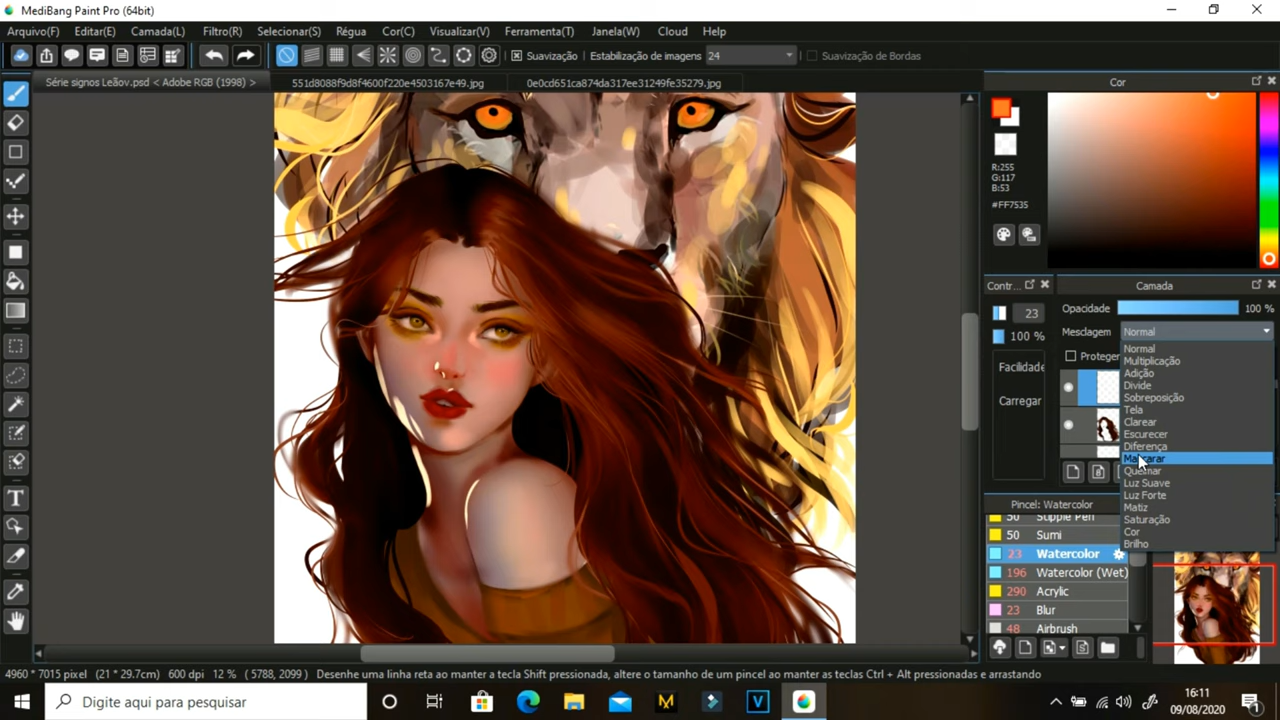 MediBang Paint Pro (64bit)
Arquivo(F) Editar(E) Camada(L) Filtro(R) Selecionar(S) Régua Cor(C) Visualizar(V) Ferramenta(T) Janela(W) Cloud Help
Suavização Estabilização de imagens 24 Suavização de Bordas
Série signos Leãov.psd < Adobe RGB (1998) > 551d8088f9d8f4600f220e4503167e49.jpg 0e0cd651ca874da317ee31249fe35279.jpg
Cor
R:255
G:117
B:53
#FF7535
Contr... Camada
23 Opacidade 100 %
Mesclagem Normal
100 %
Proteger
Normal
Multiplicação
Adição
Divide
Sobreposição
Tela
Clarear
Escurecer
Diferença
Queimar
Luz Suave
Luz Forte
Matiz
Saturação
Cor
Brilho
Facilidade
Carregar
Pincel: Watercolor
50 Stipple Pen
50 Sumi
23 Watercolor
196 Watercolor (Wet)
290 Acrylic
23 Blur
48 Airbrush
4960 * 7015 pixel (21 * 29.7cm) 600 dpi 12 % ( 5788, 2099 ) Desenhe uma linha reta ao manter a tecla Shift pressionada, altere o tamanho de um pincel ao manter as teclas Ctrl + Alt pressionadas e arrastando
Digite aqui para pesquisar
16:11
09/08/2020